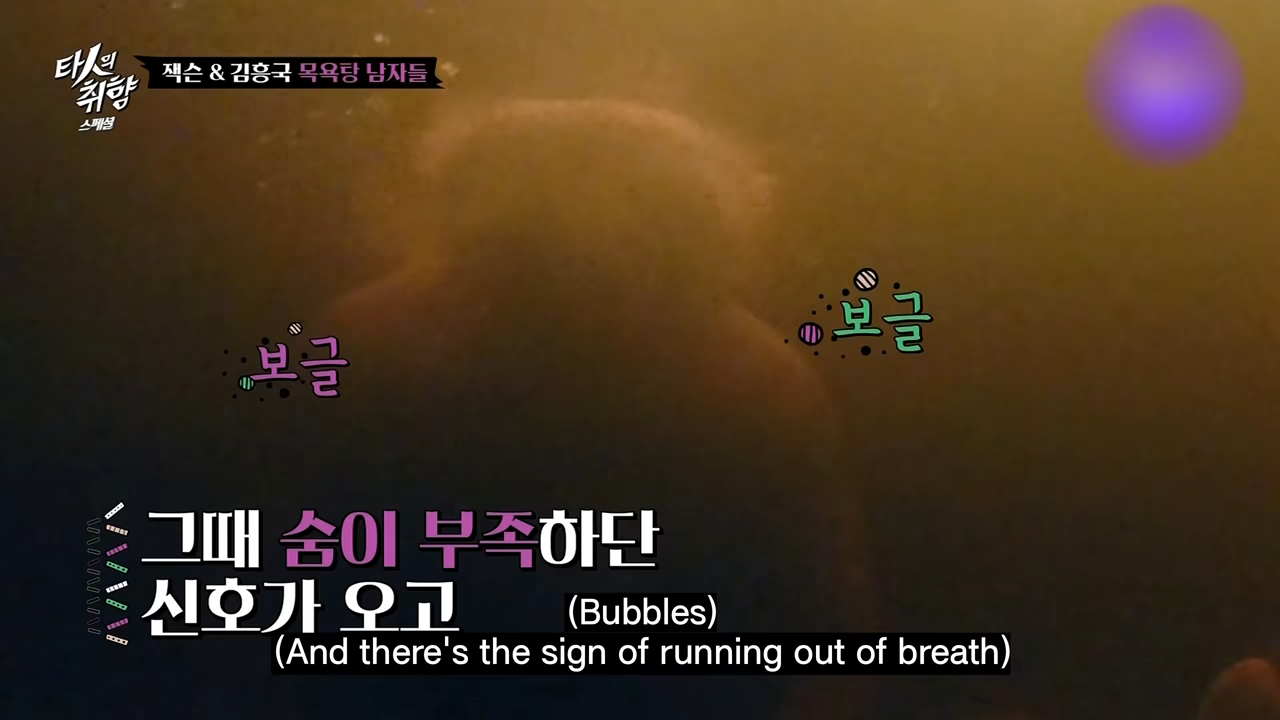 타人의
취향
스페셜
잭슨 & 김흥국 목욕탕 남자들
보글
보글
그때 숨이 부족하단
신호가 오고
(Bubbles)
(And there's the sign of running out of breath)